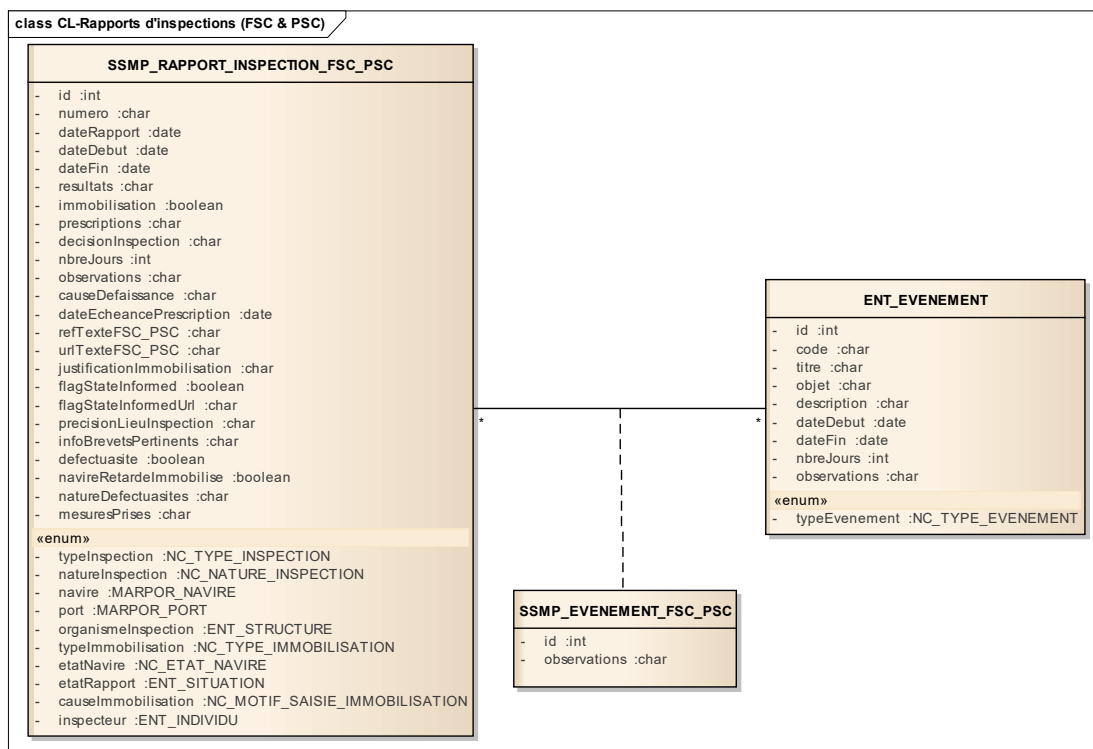 class CL-Rapports d'inspections (FSC & PSC)
SSMP_RAPPORT_INSPECTION_FSC_PSC
- id :int
- numero :char
- dateRapport :date
- dateDebut :date
- dateFin :date
- resultats :char
- immobilisation :boolean
- prescriptions :char
- decisionInspection :char
- nbreJours :int
- observations :char
- causeDefaissance :char
- dateEcheancePrescription :date
- refTexteFSC_PSC :char
- urlTexteFSC_PSC :char
- justificationImmobilisation :char
- flagStateInformed :boolean
- flagStateInformedUrl :char
- precisionLieuInspection :char
- infoBrevetsPertinents :char
- defectuasite :boolean
- navireRetardeImmobilise :boolean
- natureDefectuasites :char
- mesuresPrises :char
«enum»
- typeInspection :NC_TYPE_INSPECTION
- natureInspection :NC_NATURE_INSPECTION
- navire :MARPOR_NAVIRE
- port :MARPOR_PORT
- organismeInspection :ENT_STRUCTURE
- typeImmobilisation :NC_TYPE_IMMOBILISATION
- etatNavire :NC_ETAT_NAVIRE
- etatRapport :ENT_SITUATION
- causeImmobilisation :NC_MOTIF_SAISIE_IMMOBILISATION
- inspecteur :ENT_INDIVIDU
* *
ENT_EVENEMENT
- id :int
- code :char
- titre :char
- objet :char
- description :char
- dateDebut :date
- dateFin :date
- nbreJours :int
- observations :char
«enum»
- typeEvenement :NC_TYPE_EVENEMENT
SSMP_EVENEMENT_FSC_PSC
- id :int
- observations :char